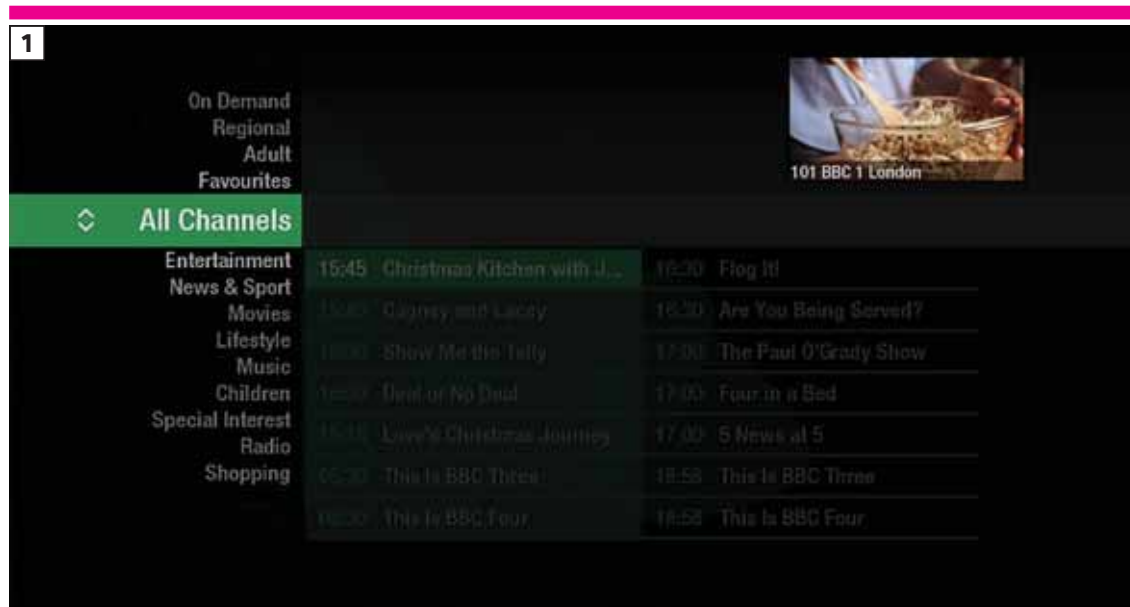 1
On Demand
Regional
Adult
Favourites
101 BBC 1 London
All Channels
Entertainment
News & Sport
Movies
Lifestyle
Music
Children
Special Interest
Radio
Shopping
15:45 Christmas Kitchen with J... 16:30 Flog It!
Cagney and Lacey 16:30 Are You Being Served?
Show Me the Telly 17:00 The Paul O'Grady Show
Deal or No Deal 17:00 Four in a Bed
Love's Christmas Journey 17:00 5 News at 5
This Is BBC Three 18:58 This Is BBC Three
This Is BBC Four 18:58 This Is BBC Four